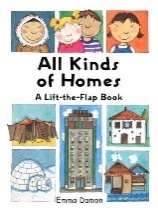 All Kinds
of Homes
A Lift-the-Flap Book
Emma Damon